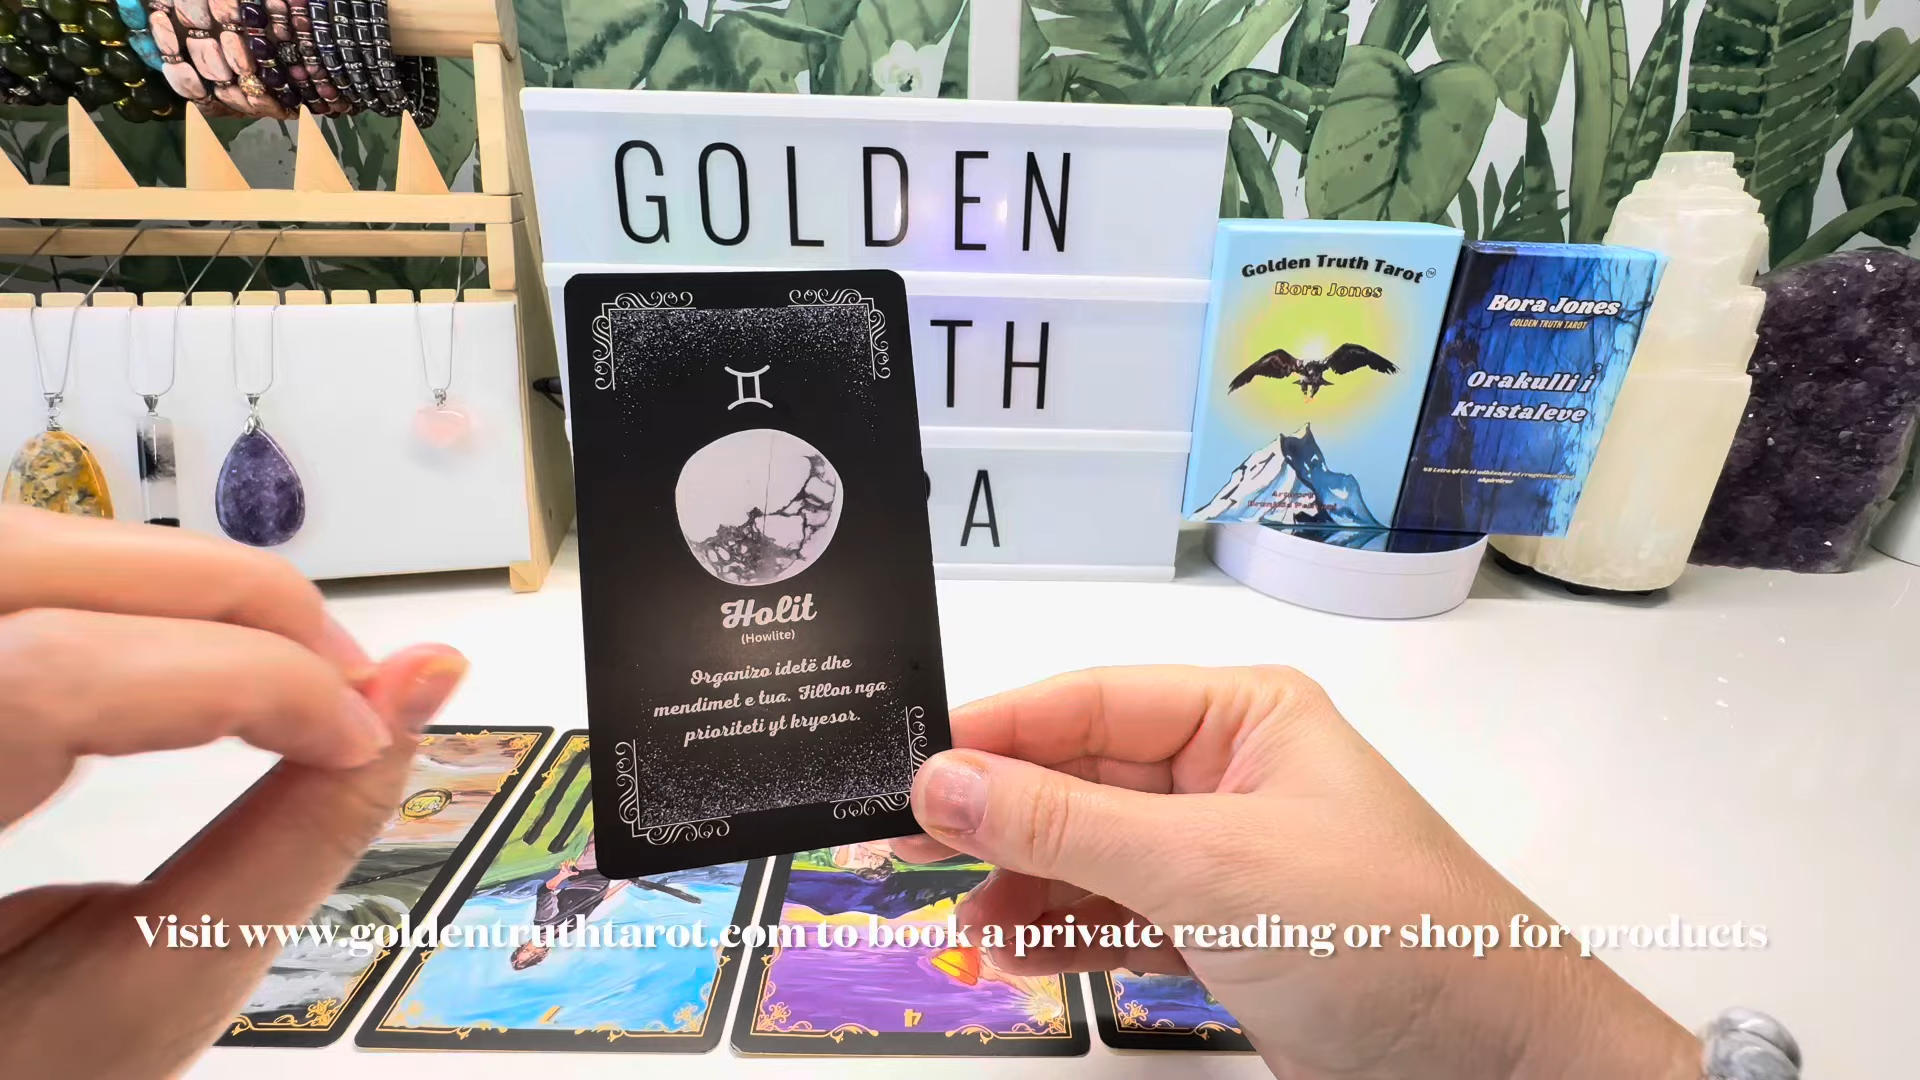 GOLDEN
TH
A
Golden Truth Tarot™
Bora Jones
Bora Jones
GOLDEN TRUTH TAROT
Orakulli i
Kristaleve
Holit
(Howlite)
Organizo idetë dhe
mendimet e tua. Fillon nga
prioriteti yt kryesor.
Visit www.goldentruthtarot.com to book a private reading or shop for products